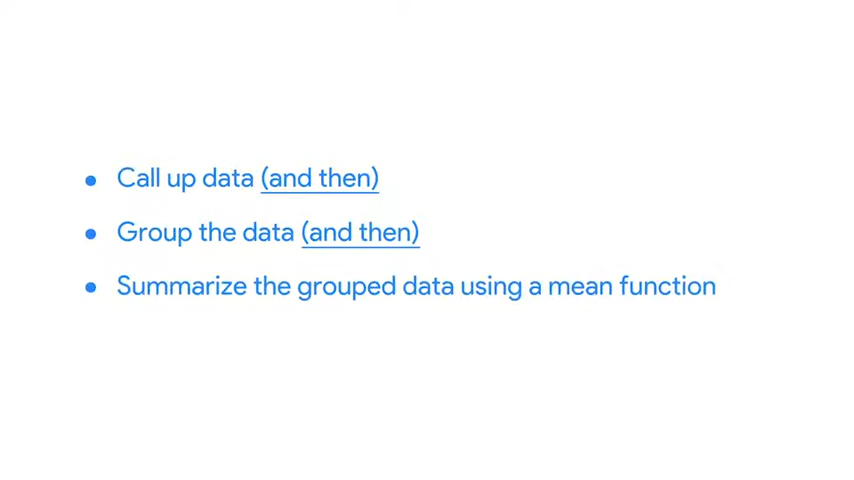 • Call up data (and then)
• Group the data (and then)
• Summarize the grouped data using a mean function